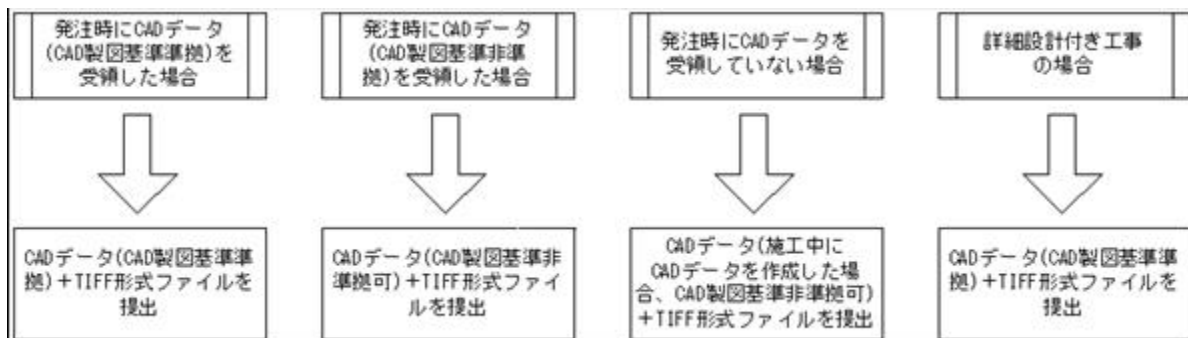 発注時にCADデータ
(CAD製図基準準拠)を
受領した場合
発注時にCADデータ
(CAD製図基準非準
拠)を受領した場合
発注時にCADデータを
受領していない場合
詳細設計付き工事
の場合
CADデータ(CAD製図基準準
拠)+TIFF形式ファイルを
提出
CADデータ(CAD製図基準非
準拠可)+TIFF形式ファイ
ルを提出
CADデータ(施工中に
CADデータを作成した場
合、CAD製図基準非準拠可)
+TIFF形式ファイルを提出
CADデータ(CAD製図基準準
拠)+TIFF形式ファイルを
提出